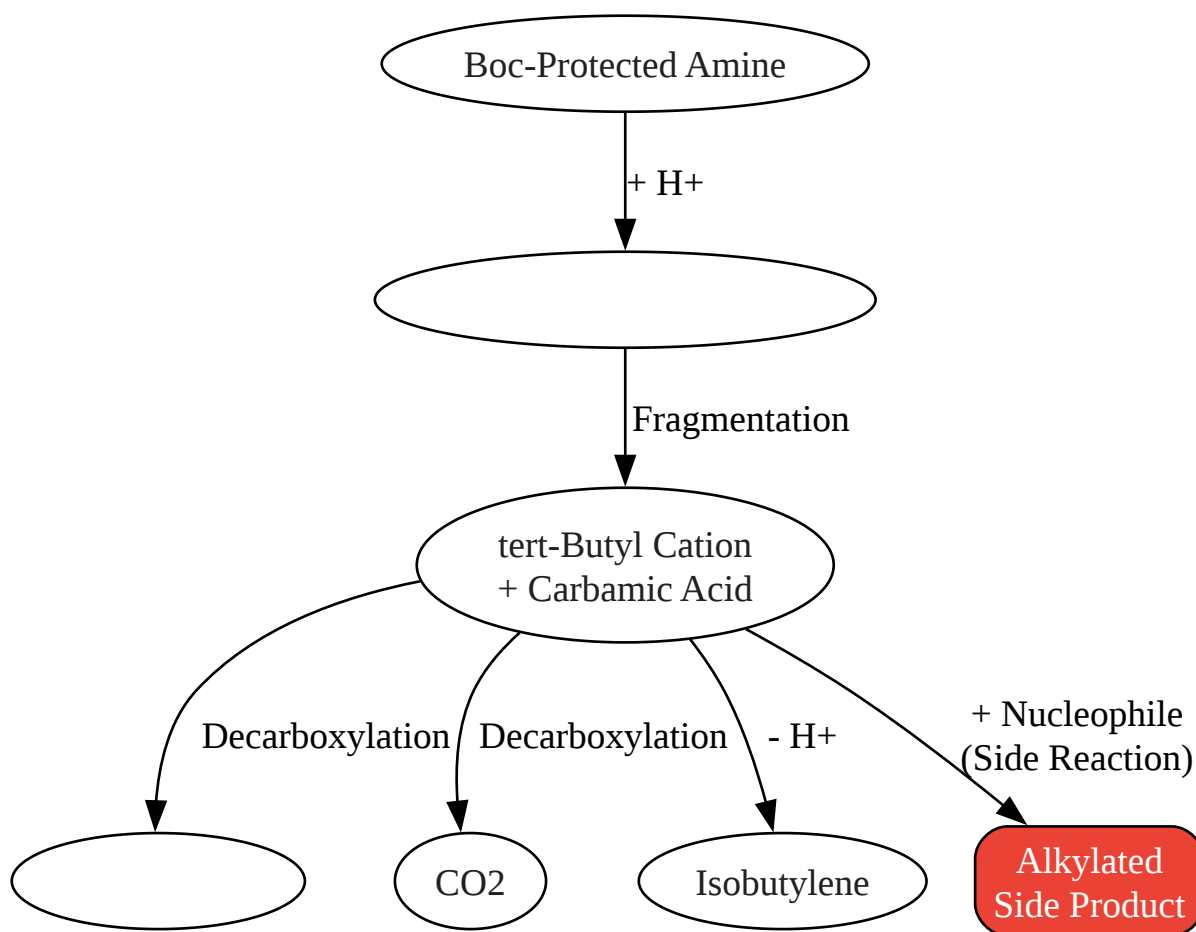 Boc-Protected Amine
+ H+
Fragmentation
tert-Butyl Cation
+ Carbamic Acid
Decarboxylation
Decarboxylation
- H+
+ Nucleophile
(Side Reaction)
CO2
Isobutylene
Alkylated
Side Product